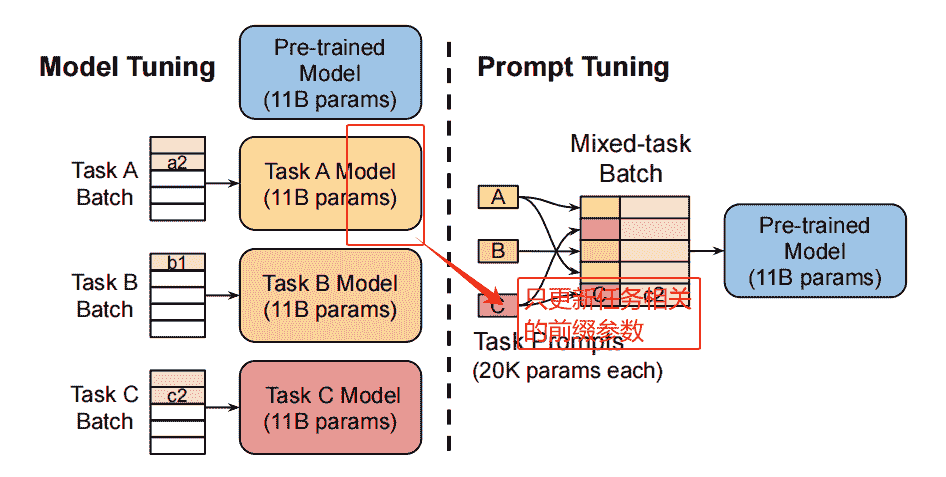 Model Tuning
Pre-trained
Model
(11B params)
Task A
Batch
a2
Task A Model
(11B params)
Task B
Batch
b1
Task B Model
(11B params)
Task C
Batch
c2
Task C Model
(11B params)
Prompt Tuning
Mixed-task
Batch
A
B
C
C
c2
Task Prompts
(20K params each)
只更新任务相关
的前缀参数
Pre-trained
Model
(11B params)